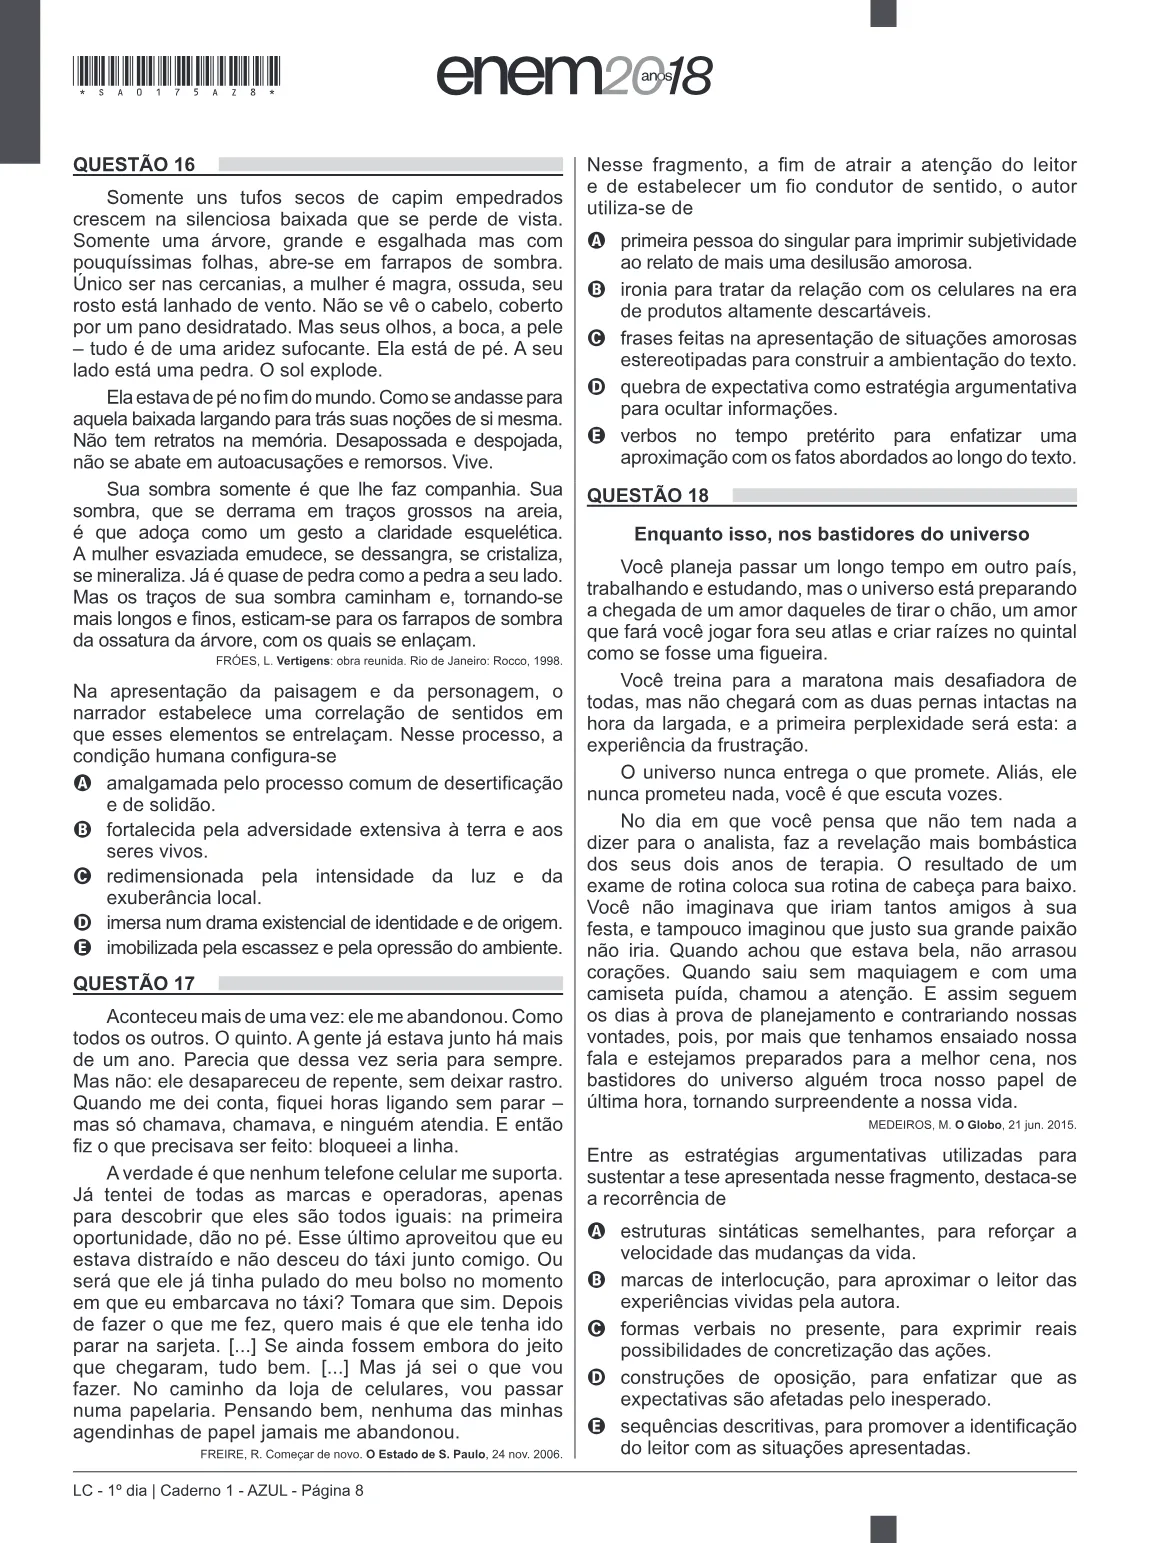 * S A 0 1 7 5 A Z 8 *
enem2018
anos
QUESTÃO 16
Somente uns tufos secos de capim empedrados
crescem na silenciosa baixada que se perde de vista.
Somente uma árvore, grande e esgalhada mas com
pouquíssimas folhas, abre-se em farrapos de sombra.
Único ser nas cercanias, a mulher é magra, ossuda, seu
rosto está lanhado de vento. Não se vê o cabelo, coberto
por um pano desidratado. Mas seus olhos, a boca, a pele
– tudo é de uma aridez sufocante. Ela está de pé. A seu
lado está uma pedra. O sol explode.
Ela estava de pé no fim do mundo. Como se andasse para
aquela baixada largando para trás suas noções de si mesma.
Não tem retratos na memória. Desapossada e despojada,
não se abate em autoacusações e remorsos. Vive.
Sua sombra somente é que lhe faz companhia. Sua
sombra, que se derrama em traços grossos na areia,
é que adoça como um gesto a claridade esquelética.
A mulher esvaziada emudece, se dessangra, se cristaliza,
se mineraliza. Já é quase de pedra como a pedra a seu lado.
Mas os traços de sua sombra caminham e, tornando-se
mais longos e finos, esticam-se para os farrapos de sombra
da ossatura da árvore, com os quais se enlaçam.
FRÓES, L. Vertigens: obra reunida. Rio de Janeiro: Rocco, 1998.
Na apresentação da paisagem e da personagem, o
narrador estabelece uma correlação de sentidos em
que esses elementos se entrelaçam. Nesse processo, a
condição humana configura-se
A amalgamada pelo processo comum de desertificação
e de solidão.
B fortalecida pela adversidade extensiva à terra e aos
seres vivos.
C redimensionada pela intensidade da luz e da
exuberância local.
D imersa num drama existencial de identidade e de origem.
E imobilizada pela escassez e pela opressão do ambiente.
QUESTÃO 17
Aconteceu mais de uma vez: ele me abandonou. Como
todos os outros. O quinto. A gente já estava junto há mais
de um ano. Parecia que dessa vez seria para sempre.
Mas não: ele desapareceu de repente, sem deixar rastro.
Quando me dei conta, fiquei horas ligando sem parar –
mas só chamava, chamava, e ninguém atendia. E então
fiz o que precisava ser feito: bloqueei a linha.
A verdade é que nenhum telefone celular me suporta.
Já tentei de todas as marcas e operadoras, apenas
para descobrir que eles são todos iguais: na primeira
oportunidade, dão no pé. Esse último aproveitou que eu
estava distraído e não desceu do táxi junto comigo. Ou
será que ele já tinha pulado do meu bolso no momento
em que eu embarcava no táxi? Tomara que sim. Depois
de fazer o que me fez, quero mais é que ele tenha ido
parar na sarjeta. [...] Se ainda fossem embora do jeito
que chegaram, tudo bem. [...] Mas já sei o que vou
fazer. No caminho da loja de celulares, vou passar
numa papelaria. Pensando bem, nenhuma das minhas
agendinhas de papel jamais me abandonou.
FREIRE, R. Começar de novo. O Estado de S. Paulo, 24 nov. 2006.
Nesse fragmento, a fim de atrair a atenção do leitor
e de estabelecer um fio condutor de sentido, o autor
utiliza-se de
A primeira pessoa do singular para imprimir subjetividade
ao relato de mais uma desilusão amorosa.
B ironia para tratar da relação com os celulares na era
de produtos altamente descartáveis.
C frases feitas na apresentação de situações amorosas
estereotipadas para construir a ambientação do texto.
D quebra de expectativa como estratégia argumentativa
para ocultar informações.
E verbos no tempo pretérito para enfatizar uma
aproximação com os fatos abordados ao longo do texto.
QUESTÃO 18
Enquanto isso, nos bastidores do universo
Você planeja passar um longo tempo em outro país,
trabalhando e estudando, mas o universo está preparando
a chegada de um amor daqueles de tirar o chão, um amor
que fará você jogar fora seu atlas e criar raízes no quintal
como se fosse uma figueira.
Você treina para a maratona mais desafiadora de
todas, mas não chegará com as duas pernas intactas na
hora da largada, e a primeira perplexidade será esta: a
experiência da frustração.
O universo nunca entrega o que promete. Aliás, ele
nunca prometeu nada, você é que escuta vozes.
No dia em que você pensa que não tem nada a
dizer para o analista, faz a revelação mais bombástica
dos seus dois anos de terapia. O resultado de um
exame de rotina coloca sua rotina de cabeça para baixo.
Você não imaginava que iriam tantos amigos à sua
festa, e tampouco imaginou que justo sua grande paixão
não iria. Quando achou que estava bela, não arrasou
corações. Quando saiu sem maquiagem e com uma
camiseta puída, chamou a atenção. E assim seguem
os dias à prova de planejamento e contrariando nossas
vontades, pois, por mais que tenhamos ensaiado nossa
fala e estejamos preparados para a melhor cena, nos
bastidores do universo alguém troca nosso papel de
última hora, tornando surpreendente a nossa vida.
MEDEIROS, M. O Globo, 21 jun. 2015.
Entre as estratégias argumentativas utilizadas para
sustentar a tese apresentada nesse fragmento, destaca-se
a recorrência de
A estruturas sintáticas semelhantes, para reforçar a
velocidade das mudanças da vida.
B marcas de interlocução, para aproximar o leitor das
experiências vividas pela autora.
C formas verbais no presente, para exprimir reais
possibilidades de concretização das ações.
D construções de oposição, para enfatizar que as
expectativas são afetadas pelo inesperado.
E sequências descritivas, para promover a identificação
do leitor com as situações apresentadas.
LC - 1º dia | Caderno 1 - AZUL - Página 8